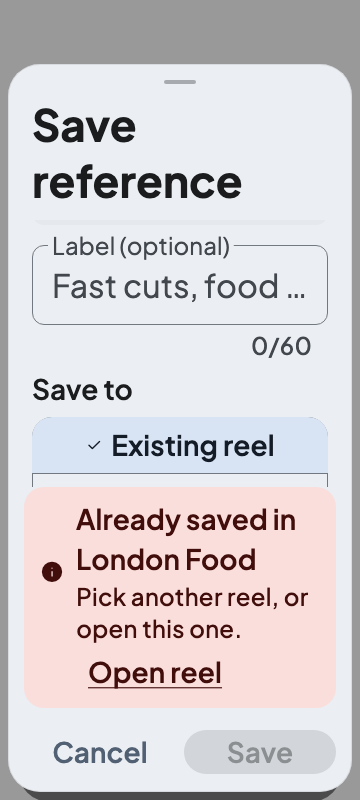 Save
reference
Label (optional)
Fast cuts, food ...
0/60
Save to
Existing reel
Already saved in
London Food
Pick another reel, or
open this one.
Open reel
Cancel
Save